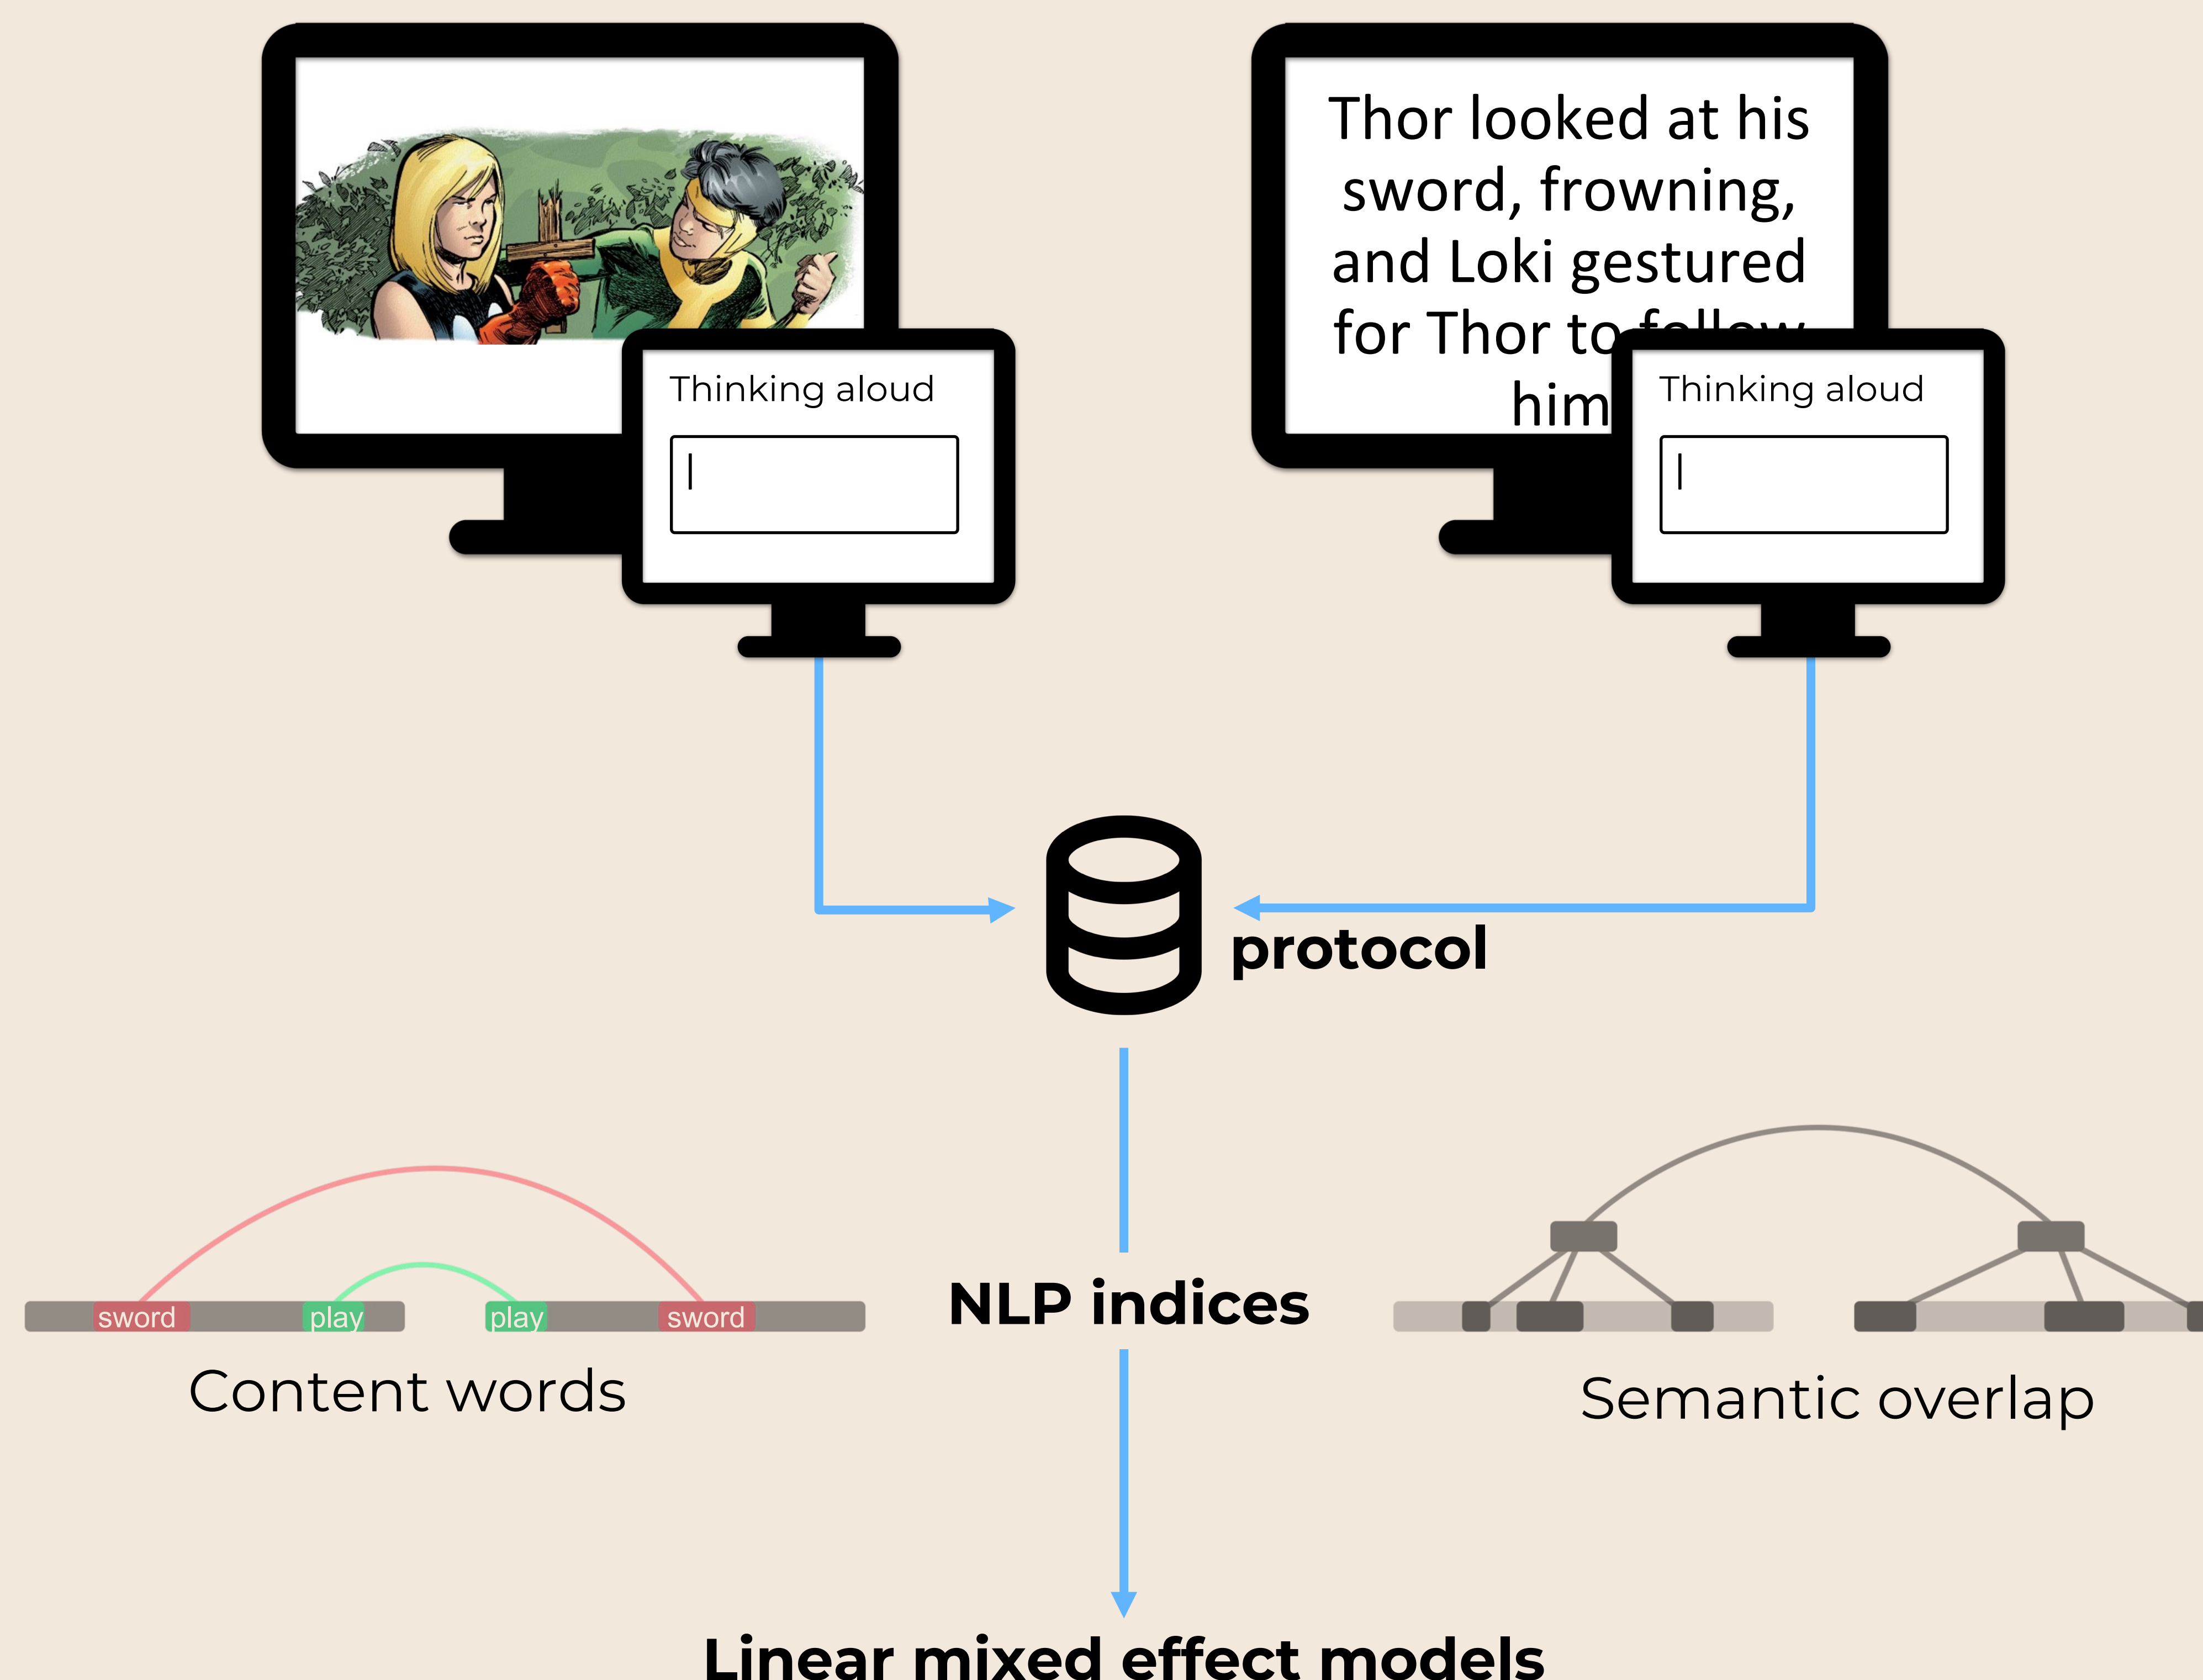 Thor looked at his
sword, frowning,
and Loki gestured
for Thor to follow
him
Thinking aloud
Thinking aloud
protocol
sword play play sword
NLP indices
Content words
Semantic overlap
Linear mixed effect models